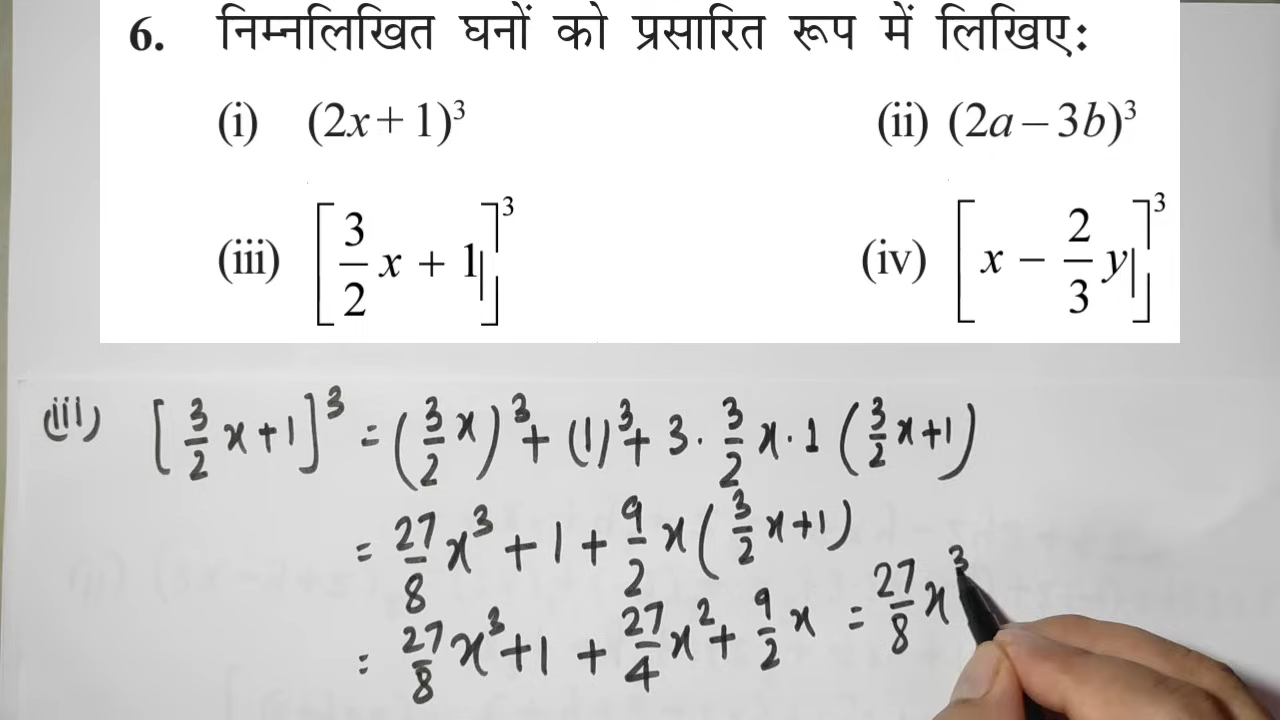 6. निम्नलिखित घनों को प्रसारित रूप में लिखिए:
(i) (2x + 1)³ (ii) (2a – 3b)³
(iii) [3/2 x + 1]³ (iv) [x − 2/3 y]³
(iii) [3/2 x + 1]³ = (3/2 x)³ + (1)³ + 3 · 3/2 x · 1 (3/2 x + 1)
= 27/8 x³ + 1 + 9/2 x (3/2 x + 1)
= 27/8 x³ + 1 + 27/4 x² + 9/2 x = 27/8 x³